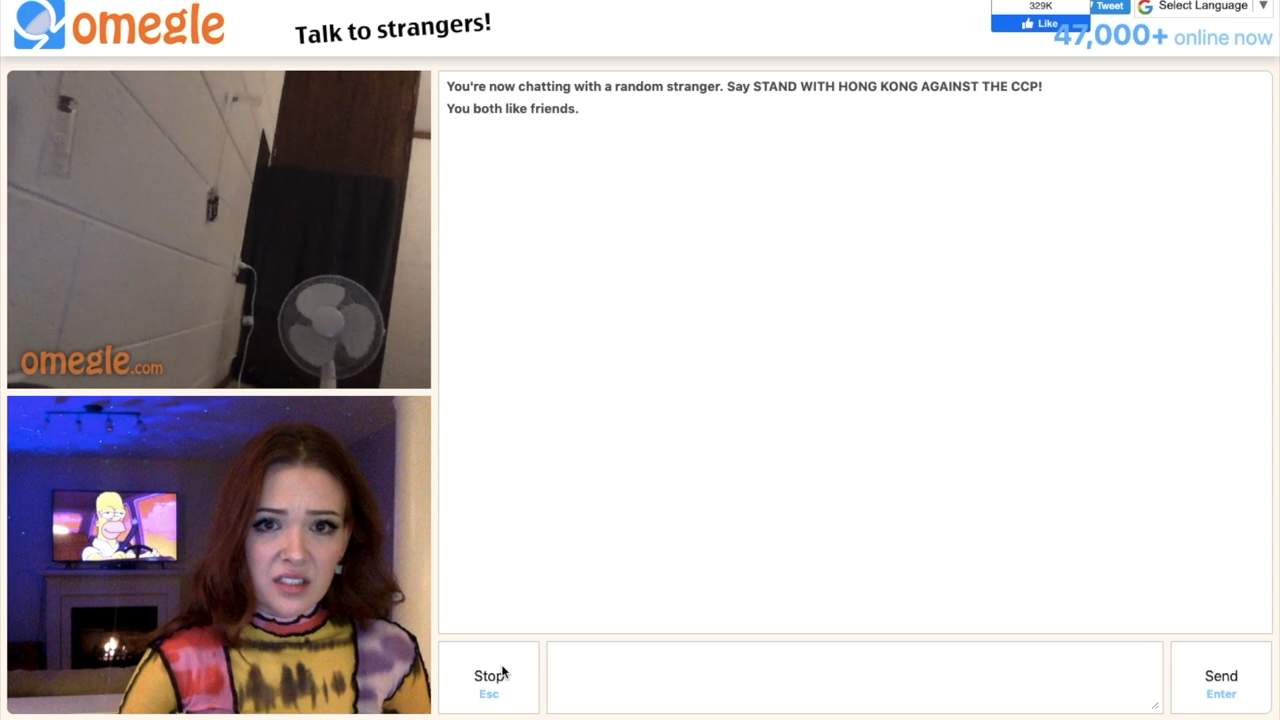 omegle
Talk to strangers!
329K
Like
Tweet
Select Language ▼
47,000+ online now
You're now chatting with a random stranger. Say STAND WITH HONG KONG AGAINST THE CCP!
You both like friends.
omegle.com
Stop
Esc
Send
Enter